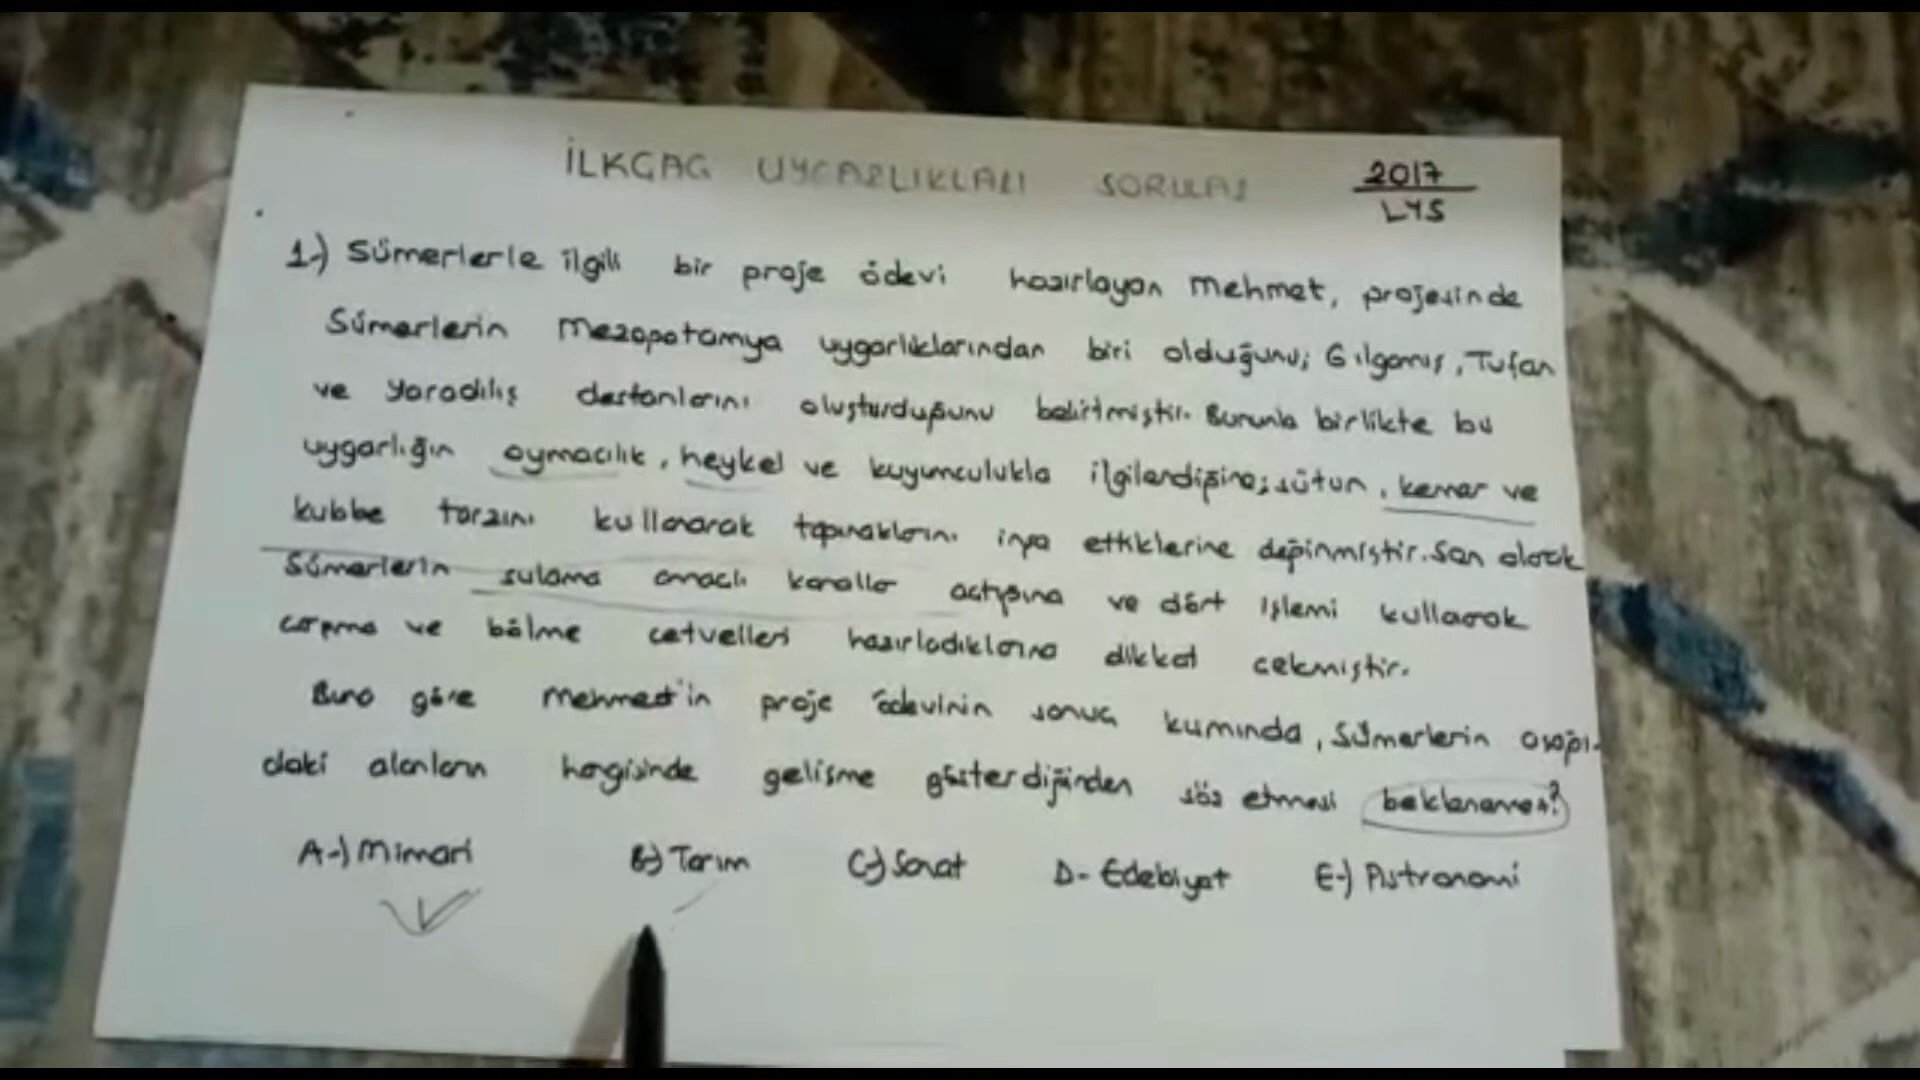 İLKÇAĞ UYGARLIKLARI SORULARI
2017
LYS
1-) Sümerlerle ilgili bir proje ödevi hazırlayan Mehmet, projesinde
Sümerlerin Mezopotamya uygarlıklarından biri olduğunu; Gılgamış, Tufan
ve Yaradılış destanlarını oluşturduğunu belirtmiştir. Bununla birlikte bu
uygarlığın oymacılık, heykel ve kuyumculukla ilgilendiğine; sütun, kemer ve
kubbe tarzını kullanarak tapınaklarını inşa ettiklerine değinmiştir. Son olarak
Sümerlerin sulama amaçlı kanallar açtığına ve dört işlemi kullanarak
çarpma ve bölme cetvelleri hazırladıklarına dikkat çekmiştir.
Buna göre Mehmet'in proje ödevinin sonuç kısmında, Sümerlerin aşağı-
daki alanların hangisinde gelişme gösterdiğinden söz etmesi beklenemez?
A-) Mimari B-) Tarım C-) Sanat D- Edebiyat E-) Astronomi